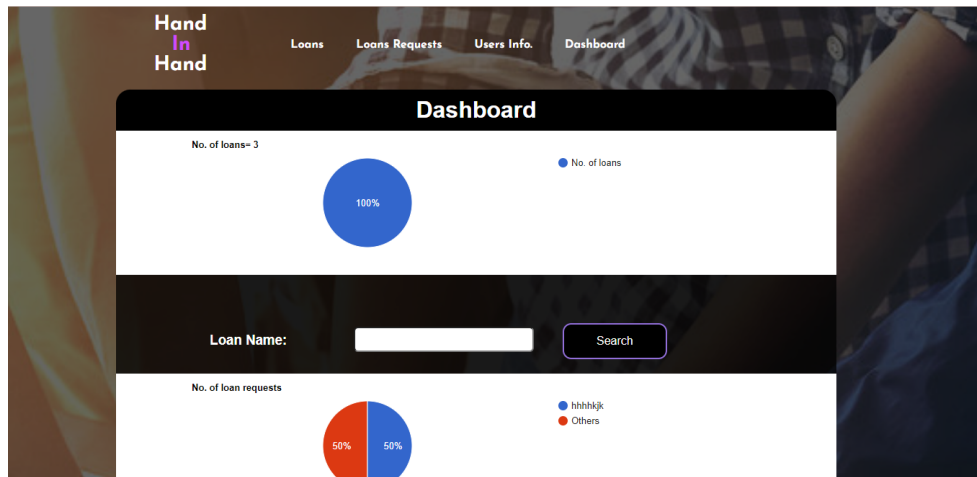 Hand
In
Hand
Loans Loans Requests Users Info. Dashboard
Dashboard
No. of loans= 3
No. of loans
100%
Loan Name:
Search
No. of loan requests
hhhhkjk
Others
50% 50%